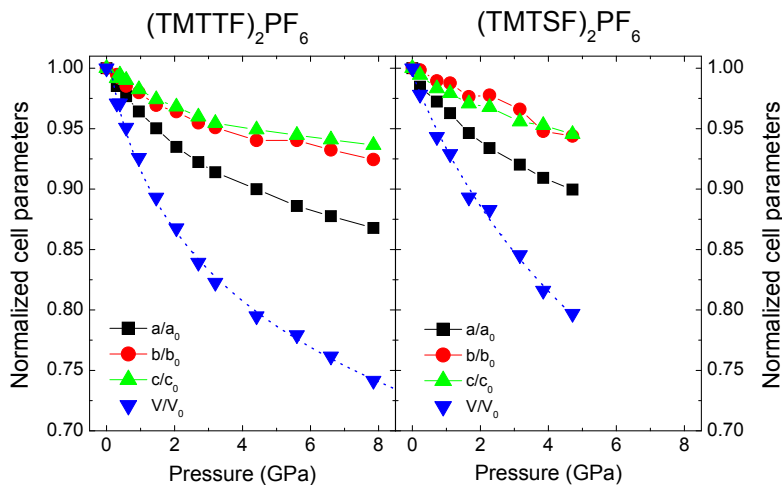 (TMTTF)₂PF₆
(TMTSF)₂PF₆
Normalized cell parameters
1.00
0.95
0.90
0.85
0.80
0.75
0.70
a/a₀
b/b₀
c/c₀
V/V₀
0
2
4
6
8
Pressure (GPa)
a/a₀
b/b₀
c/c₀
V/V₀
0
2
4
6
8
Pressure (GPa)
1.00
0.95
0.90
0.85
0.80
0.75
0.70
Normalized cell parameters